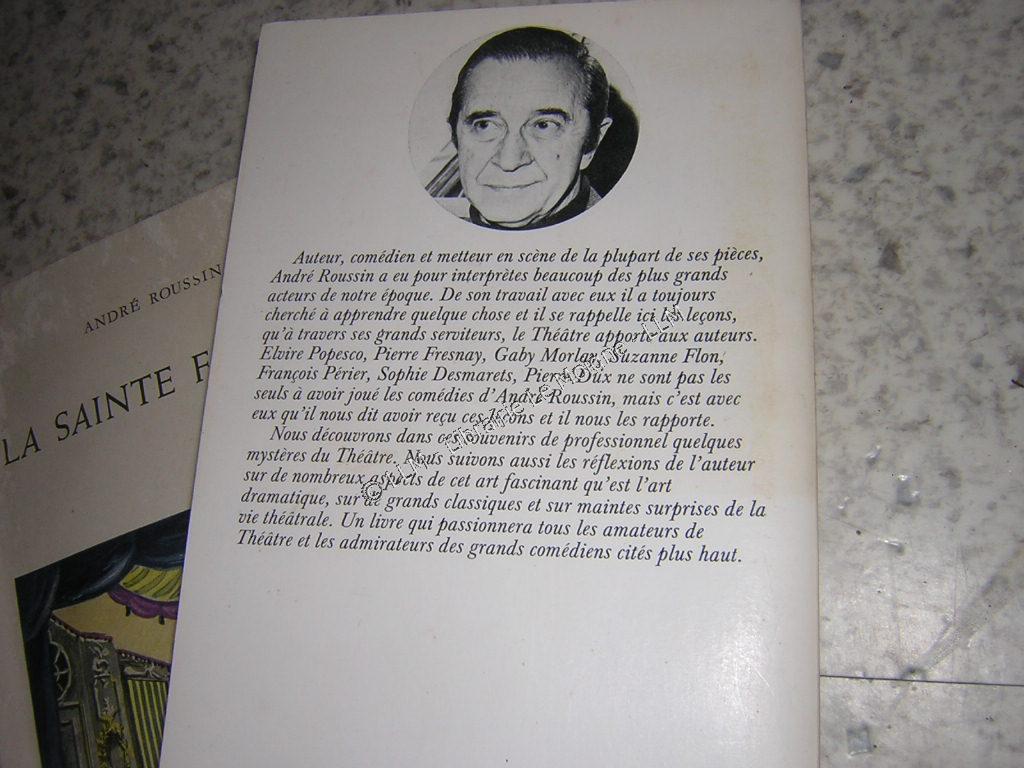 ANDRÉ ROUSSIN
LA SAINTE F
Auteur, comédien et metteur en scène de la plupart de ses pièces,
André Roussin a eu pour interprètes beaucoup des plus grands
acteurs de notre époque. De son travail avec eux il a toujours
cherché à apprendre quelque chose et il se rappelle ici les leçons,
qu'à travers ses grands serviteurs, le Théâtre apporte aux auteurs.
Elvire Popesco, Pierre Fresnay, Gaby Morlay, Suzanne Flon,
François Périer, Sophie Desmarets, Pierre Dux ne sont pas les
seuls à avoir joué les comédies d'André Roussin, mais c'est avec
eux qu'il nous dit avoir reçu ces leçons et il nous les rapporte.
Nous découvrons dans ces souvenirs de professionnel quelques
mystères du Théâtre. Nous suivons aussi les réflexions de l'auteur
sur de nombreux aspects de cet art fascinant qu'est l'art
dramatique, sur de grands classiques et sur maintes surprises de la
vie théâtrale. Un livre qui passionnera tous les amateurs de
Théâtre et les admirateurs des grands comédiens cités plus haut.